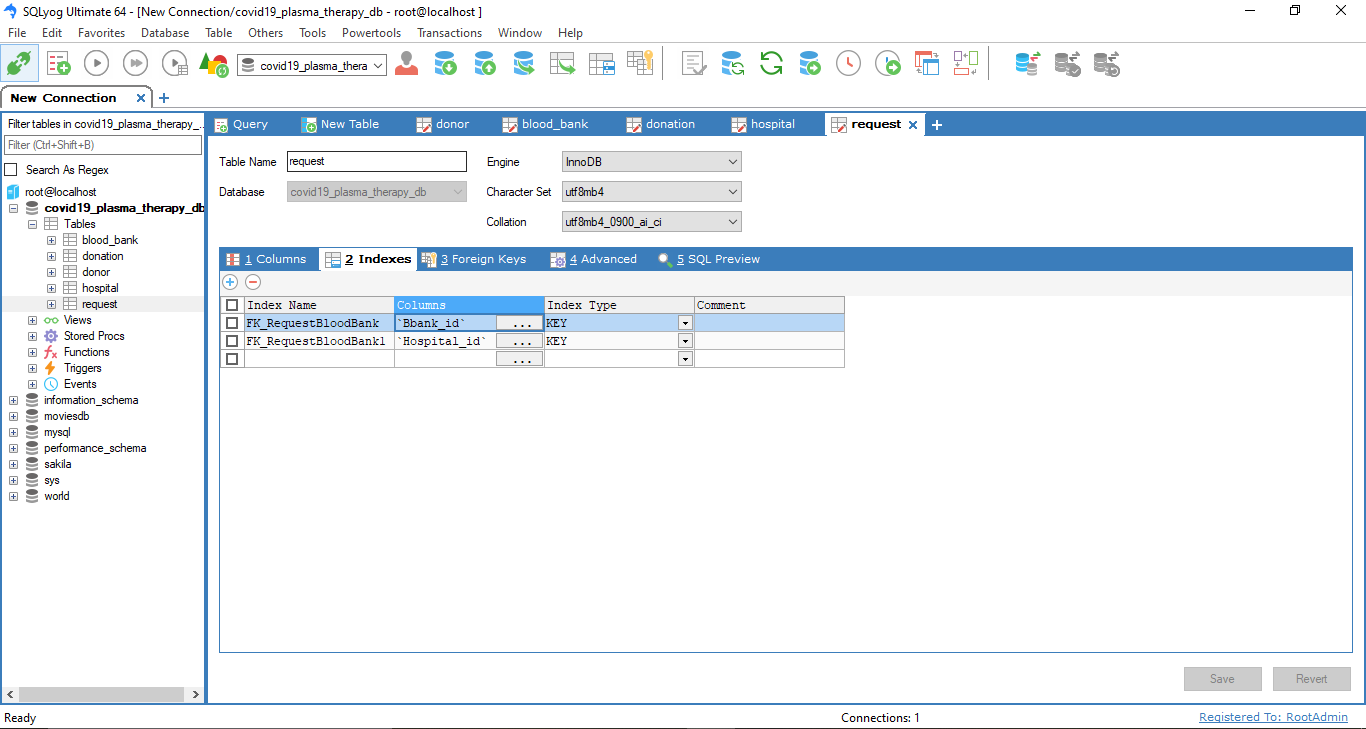 SQLyog Ultimate 64 - [New Connection/covid19_plasma_therapy_db - root@localhost ]
File Edit Favorites Database Table Others Tools Powertools Transactions Window Help
covid19_plasma_thera
New Connection
Filter tables in covid19_plasma_therapy_...
Filter (Ctrl+Shift+B)
Search As Regex
root@localhost
covid19_plasma_therapy_db
Tables
blood_bank
donation
donor
hospital
request
Views
Stored Procs
Functions
Triggers
Events
information_schema
moviesdb
mysql
performance_schema
sakila
sys
world
Query New Table donor blood_bank donation hospital request
Table Name request Engine InnoDB
Database covid19_plasma_therapy_db Character Set utf8mb4
Collation utf8mb4_0900_ai_ci
1 Columns 2 Indexes 3 Foreign Keys 4 Advanced 5 SQL Preview
Index Name Columns Index Type Comment
FK_RequestBloodBank `Bbank_id` ... KEY
FK_RequestBloodBank1 `Hospital_id` ... KEY
...
Save Revert
Ready Connections: 1 Registered To: RootAdmin